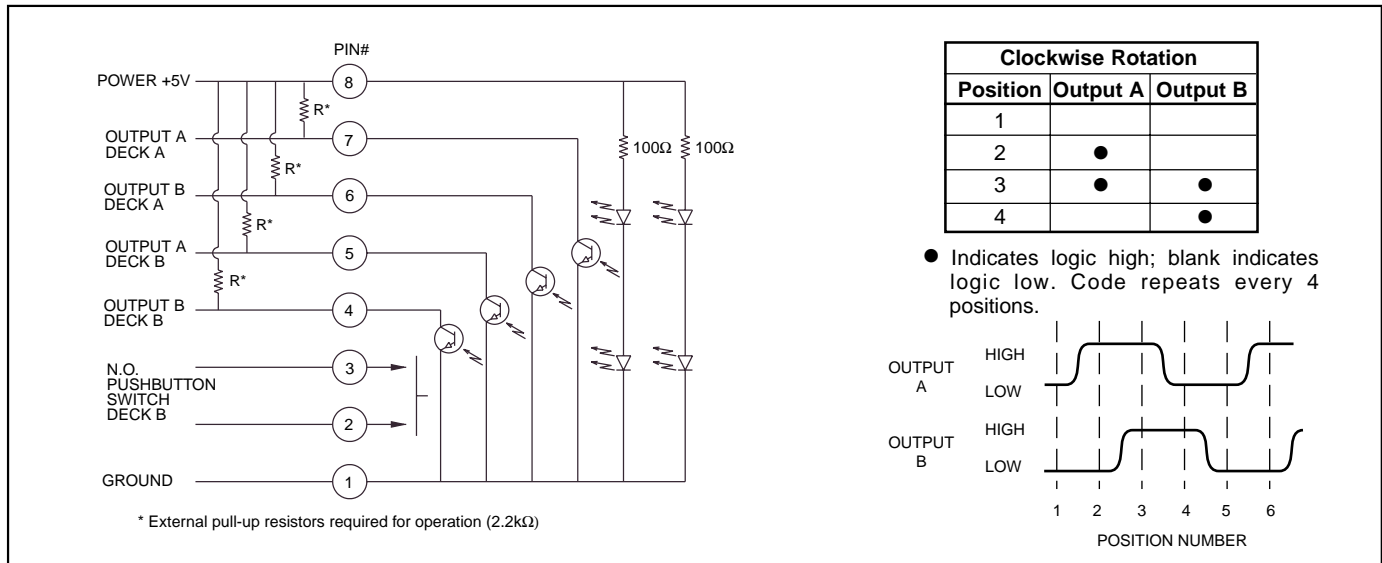 PIN#
POWER +5V
8
R*
OUTPUT A
DECK A
7
R*
OUTPUT B
DECK A
6
R*
OUTPUT A
DECK B
5
R*
OUTPUT B
DECK B
4
N.O.
PUSHBUTTON
SWITCH
DECK B
3
2
GROUND
1
100Ω
100Ω
* External pull-up resistors required for operation (2.2kΩ)
Clockwise Rotation
Position Output A Output B
1
2 ●
3 ● ●
4 ●
● Indicates logic high; blank indicates
logic low. Code repeats every 4
positions.
OUTPUT
A
HIGH
LOW
OUTPUT
B
HIGH
LOW
1 2 3 4 5 6
POSITION NUMBER